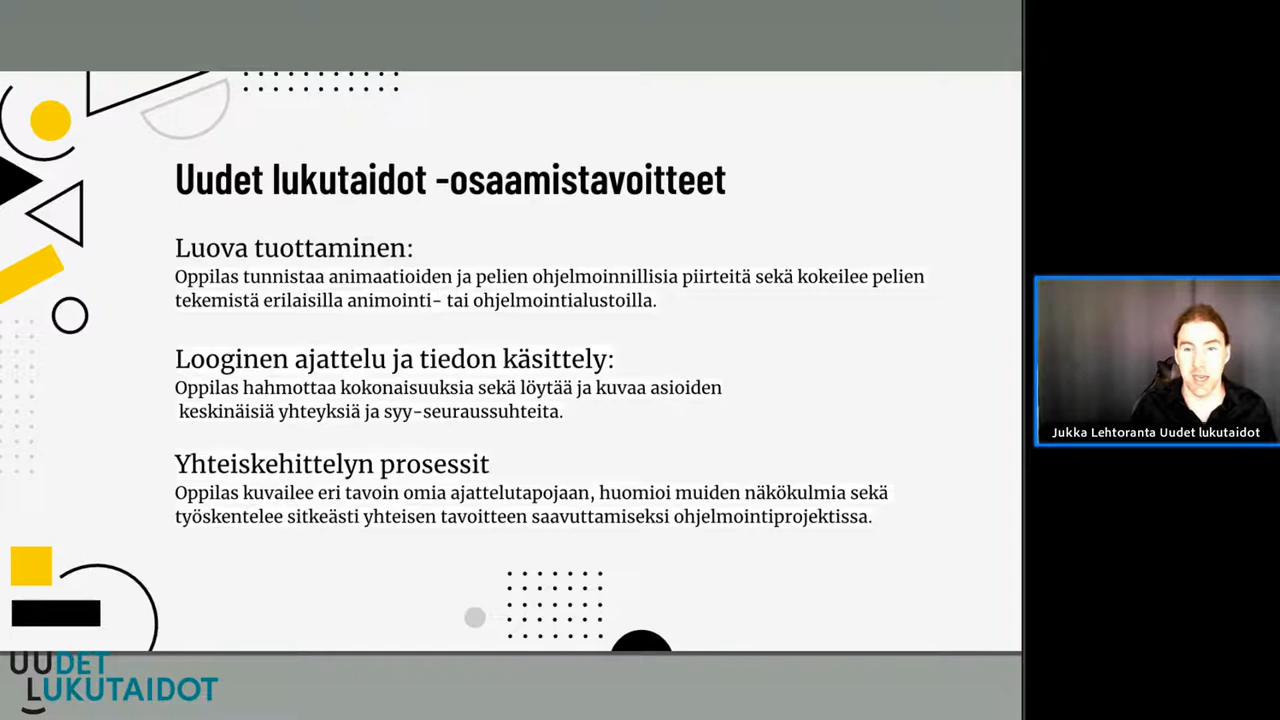 Uudet lukutaidot -osaamistavoitteet
Luova tuottaminen:
Oppilas tunnistaa animaatioiden ja pelien ohjelmoinnillisia piirteitä sekä kokeilee pelien
tekemistä erilaisilla animointi- tai ohjelmointialustoilla.
Looginen ajattelu ja tiedon käsittely:
Oppilas hahmottaa kokonaisuuksia sekä löytää ja kuvaa asioiden
keskinäisiä yhteyksiä ja syy-seuraussuhteita.
Yhteiskehittelyn prosessit
Oppilas kuvailee eri tavoin omia ajattelutapojaan, huomioi muiden näkökulmia sekä
työskentelee sitkeästi yhteisen tavoitteen saavuttamiseksi ohjelmointiprojektissa.
UUDET
LUKUTAIDOT
Jukka Lehtoranta Uudet lukutaidot